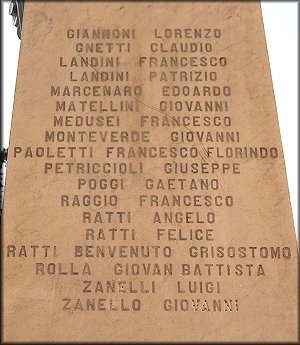 GIANNONI LORENZO
GNETTI CLAUDIO
LANDINI FRANCESCO
LANDINI PATRIZIO
MARCENARO EDOARDO
MATELLINI GIOVANNI
MEDUSEI FRANCESCO
MONTEVERDE GIOVANNI
PAOLETTI FRANCESCO FLORINDO
PETRICCIOLI GIUSEPPE
POGGI GAETANO
RAGGIO FRANCESCO
RATTI ANGELO
RATTI FELICE
RATTI BENVENUTO GRISOSTOMO
ROLLA GIOVAN BATTISTA
ZANELLI LUIGI
ZANELLO GIOVANNI